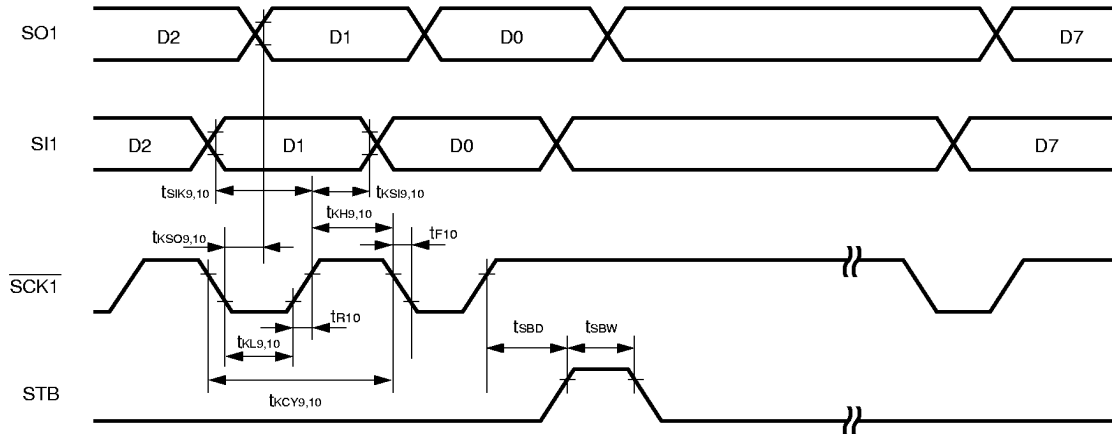 SO1 D2 D1 D0 D7
SI1 D2 D1 D0 D7
tSIK9,10 tKSI9,10
tKH9,10
tKSO9,10 tF10
SCK1
tR10 tSBD tSBW
tKL9,10
STB
tKCY9,10